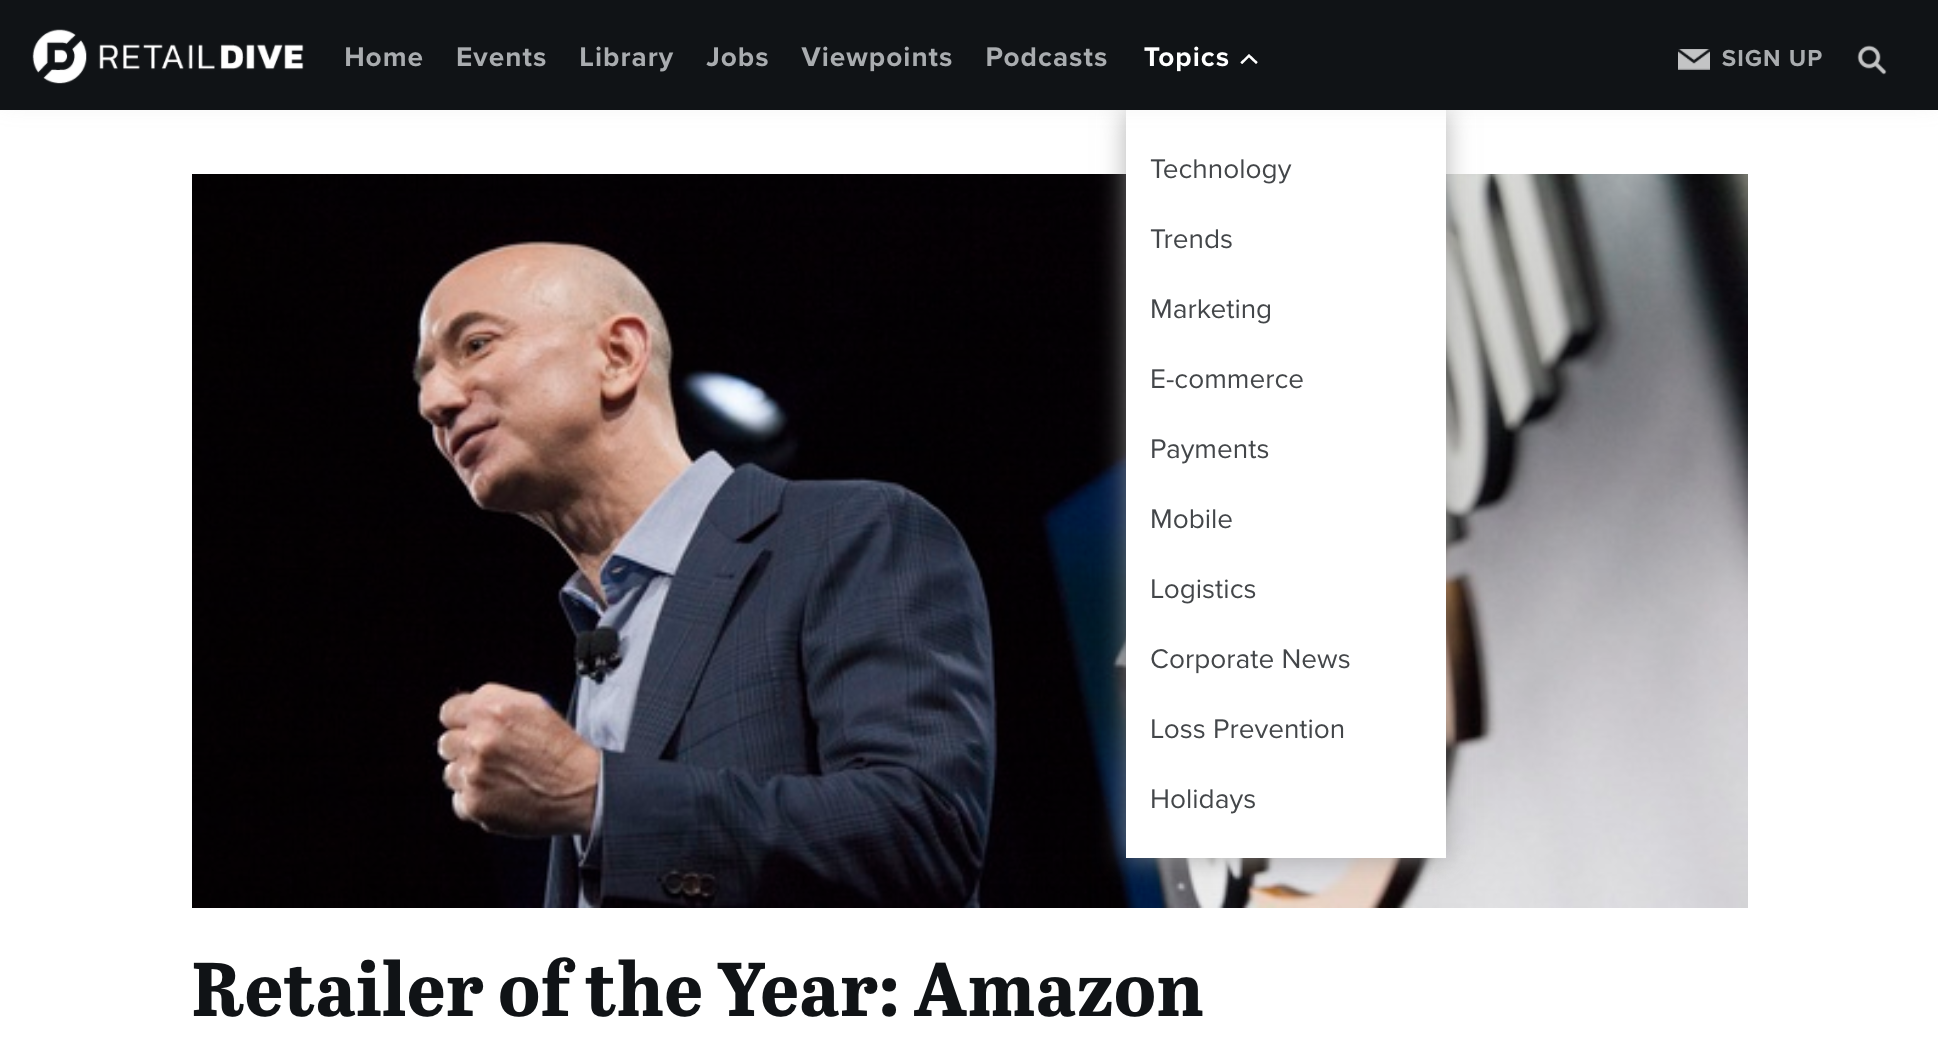 RETAILDIVE Home Events Library Jobs Viewpoints Podcasts Topics SIGN UP
Technology
Trends
Marketing
E-commerce
Payments
Mobile
Logistics
Corporate News
Loss Prevention
Holidays
Retailer of the Year: Amazon